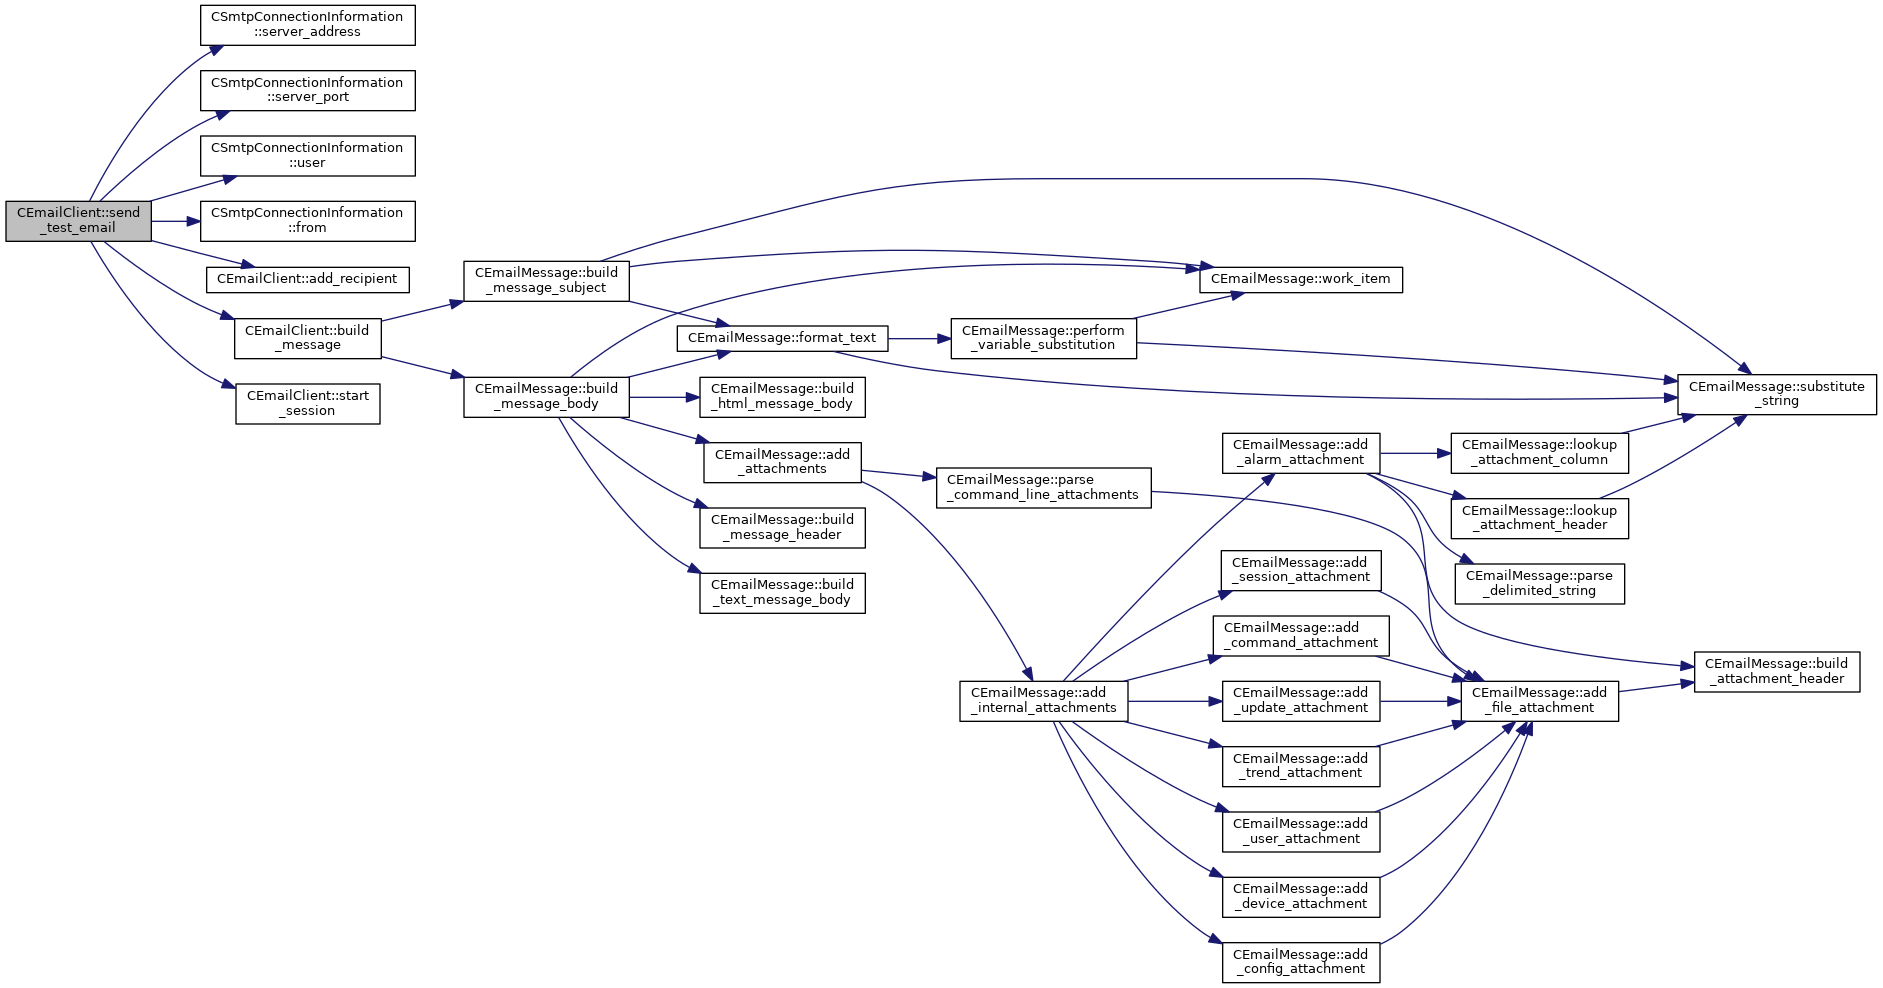 CSmtpConnectionInformation
::server_address
CSmtpConnectionInformation
::server_port
CSmtpConnectionInformation
::user
CEmailClient::send
_test_email
CSmtpConnectionInformation
::from
CEmailClient::add_recipient
CEmailClient::build
_message
CEmailClient::start
_session
CEmailMessage::build
_message_subject
CEmailMessage::build
_message_body
CEmailMessage::format_text
CEmailMessage::build
_html_message_body
CEmailMessage::add
_attachments
CEmailMessage::build
_message_header
CEmailMessage::build
_text_message_body
CEmailMessage::perform
_variable_substitution
CEmailMessage::parse
_command_line_attachments
CEmailMessage::add
_internal_attachments
CEmailMessage::work_item
CEmailMessage::add
_alarm_attachment
CEmailMessage::add
_session_attachment
CEmailMessage::add
_command_attachment
CEmailMessage::add
_update_attachment
CEmailMessage::add
_trend_attachment
CEmailMessage::add
_user_attachment
CEmailMessage::add
_device_attachment
CEmailMessage::add
_config_attachment
CEmailMessage::lookup
_attachment_column
CEmailMessage::lookup
_attachment_header
CEmailMessage::parse
_delimited_string
CEmailMessage::add
_file_attachment
CEmailMessage::substitute
_string
CEmailMessage::build
_attachment_header